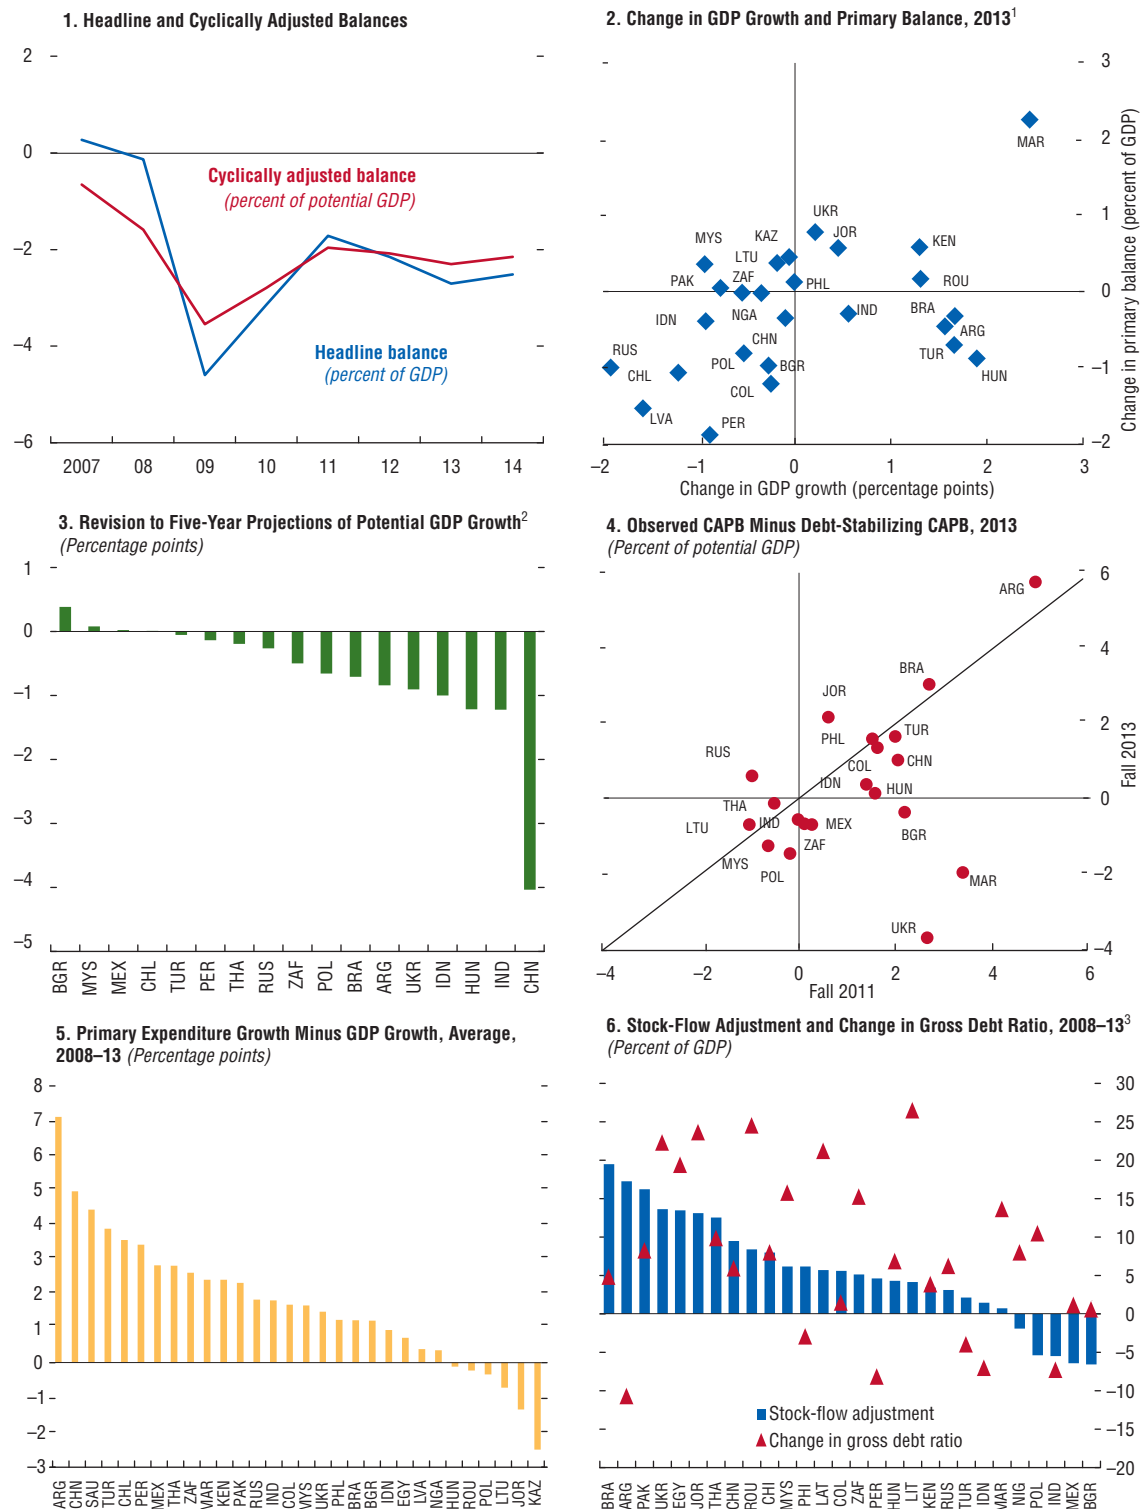 1. Headline and Cyclically Adjusted Balances
2
0
−2
−4
−6
Cyclically adjusted balance
(percent of potential GDP)
Headline balance
(percent of GDP)
2007 08 09 10 11 12 13 14
2. Change in GDP Growth and Primary Balance, 2013¹
3
2
1
0
−1
−2
Change in primary balance (percent of GDP)
MAR
UKR
JOR
KEN
KAZ
MYS
LTU
ZAF
PAK
PHL
ROU
IDN
NGA
IND
BRA
ARG
CHN
TUR
RUS
POL
BGR
HUN
CHL
COL
LVA
PER
−2 −1 0 1 2 3
Change in GDP growth (percentage points)
3. Revision to Five-Year Projections of Potential GDP Growth²
(Percentage points)
1
0
−1
−2
−3
−4
−5
BGR MYS MEX CHL TUR PER THA RUS ZAF POL BRA ARG UKR IDN HUN IND CHN
4. Observed CAPB Minus Debt-Stabilizing CAPB, 2013
(Percent of potential GDP)
6
4
2
0
−2
−4
Fall 2013
ARG
BRA
JOR
PHL
TUR
RUS
COL
CHN
IDN
HUN
THA
LTU
IND
MEX
BGR
ZAF
MYS
POL
MAR
UKR
−4 −2 0 2 4 6
Fall 2011
5. Primary Expenditure Growth Minus GDP Growth, Average,
2008–13 (Percentage points)
8
7
6
5
4
3
2
1
0
−1
−2
−3
ARG CHN SAU TUR CHL PER MEX THA ZAF MAR KEN PAK RUS IND COL MYS UKR PHL BRA BGR IDN EGY LVA NGA HUN ROU POL LTU JOR KAZ
6. Stock-Flow Adjustment and Change in Gross Debt Ratio, 2008–13³
(Percent of GDP)
30
25
20
15
10
5
0
−5
−10
−15
−20
Stock-flow adjustment
Change in gross debt ratio
BRA ARG PAK UKR EGY JOR THA CHN ROU CHI MYS PHI LAT COL ZAF PER HUN LIT KEN RUS TUR IDN MAR NIG POL IND MEX BGR